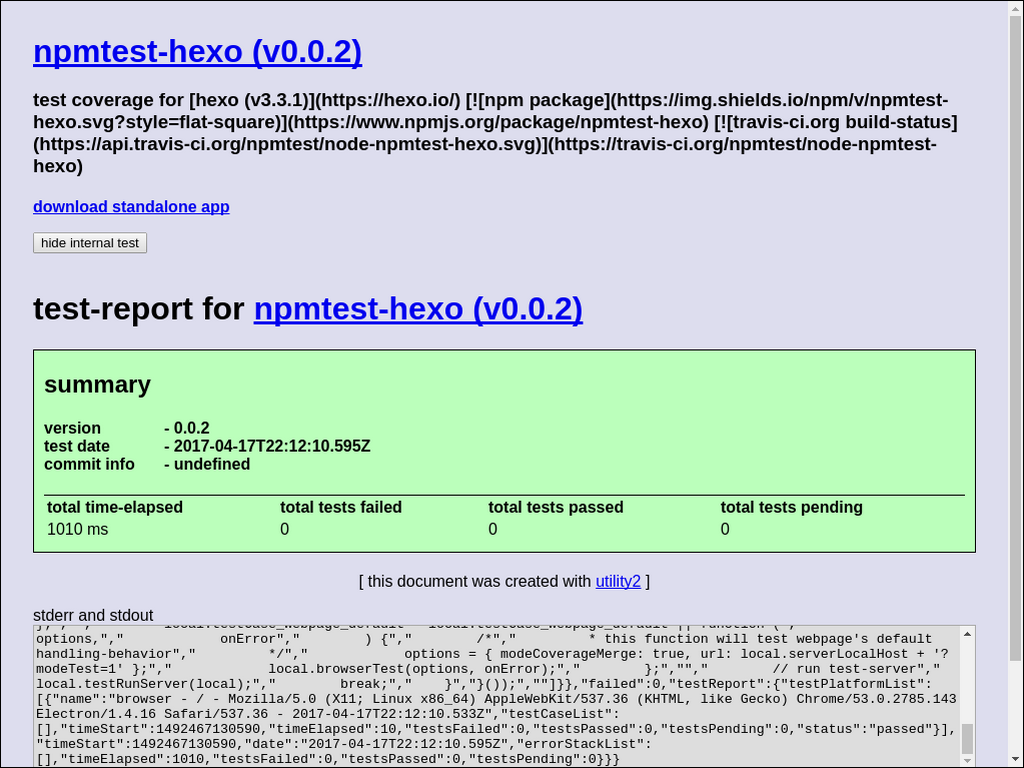 npmtest-hexo (v0.0.2)
test coverage for [hexo (v3.3.1)](https://hexo.io/) [![npm package](https://img.shields.io/npm/v/npmtest-
hexo.svg?style=flat-square)](https://www.npmjs.org/package/npmtest-hexo) [![travis-ci.org build-status]
(https://api.travis-ci.org/npmtest/node-npmtest-hexo.svg)](https://travis-ci.org/npmtest/node-npmtest-
hexo)
download standalone app
hide internal test
test-report for npmtest-hexo (v0.0.2)
summary
version - 0.0.2
test date - 2017-04-17T22:12:10.595Z
commit info - undefined
total time-elapsed total tests failed total tests passed total tests pending
1010 ms 0 0 0
[ this document was created with utility2 ]
stderr and stdout
options,","            onError","        ) {","        /*","         * this function will test webpage's default
handling-behavior","         */","            options = { modeCoverageMerge: true, url: local.serverLocalHost + '?
modeTest=1' };","            local.browserTest(options, onError);","        };","","        // run test-server","
local.testRunServer(local);","        break;","    }","}());",""]}},"failed":0,"testReport":{"testPlatformList":
[{"name":"browser - / - Mozilla/5.0 (X11; Linux x86_64) AppleWebKit/537.36 (KHTML, like Gecko) Chrome/53.0.2785.143
Electron/1.4.16 Safari/537.36 - 2017-04-17T22:12:10.533Z","testCaseList":
[],"timeStart":1492467130590,"timeElapsed":10,"testsFailed":0,"testsPassed":0,"testsPending":0,"status":"passed"}],
"timeStart":1492467130590,"date":"2017-04-17T22:12:10.595Z","errorStackList":
[],"timeElapsed":1010,"testsFailed":0,"testsPassed":0,"testsPending":0}}}